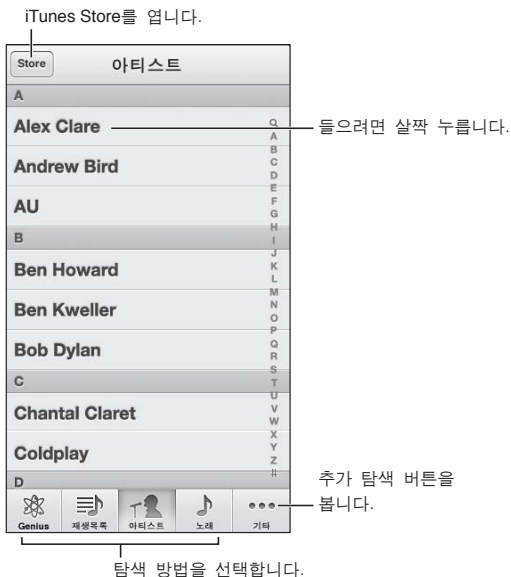 iTunes Store를 엽니다.
Store
아티스트
A
Alex Clare
들으려면 살짝 누릅니다.
Andrew Bird
AU
B
Ben Howard
Ben Kweller
Bob Dylan
C
Chantal Claret
Coldplay
D
A
B
C
D
E
F
G
H
I
J
K
L
M
N
O
P
Q
R
S
T
U
V
W
X
Y
Z
#
추가 탐색 버튼을
봅니다.
Genius 재생목록 아티스트 노래 기타
탐색 방법을 선택합니다.